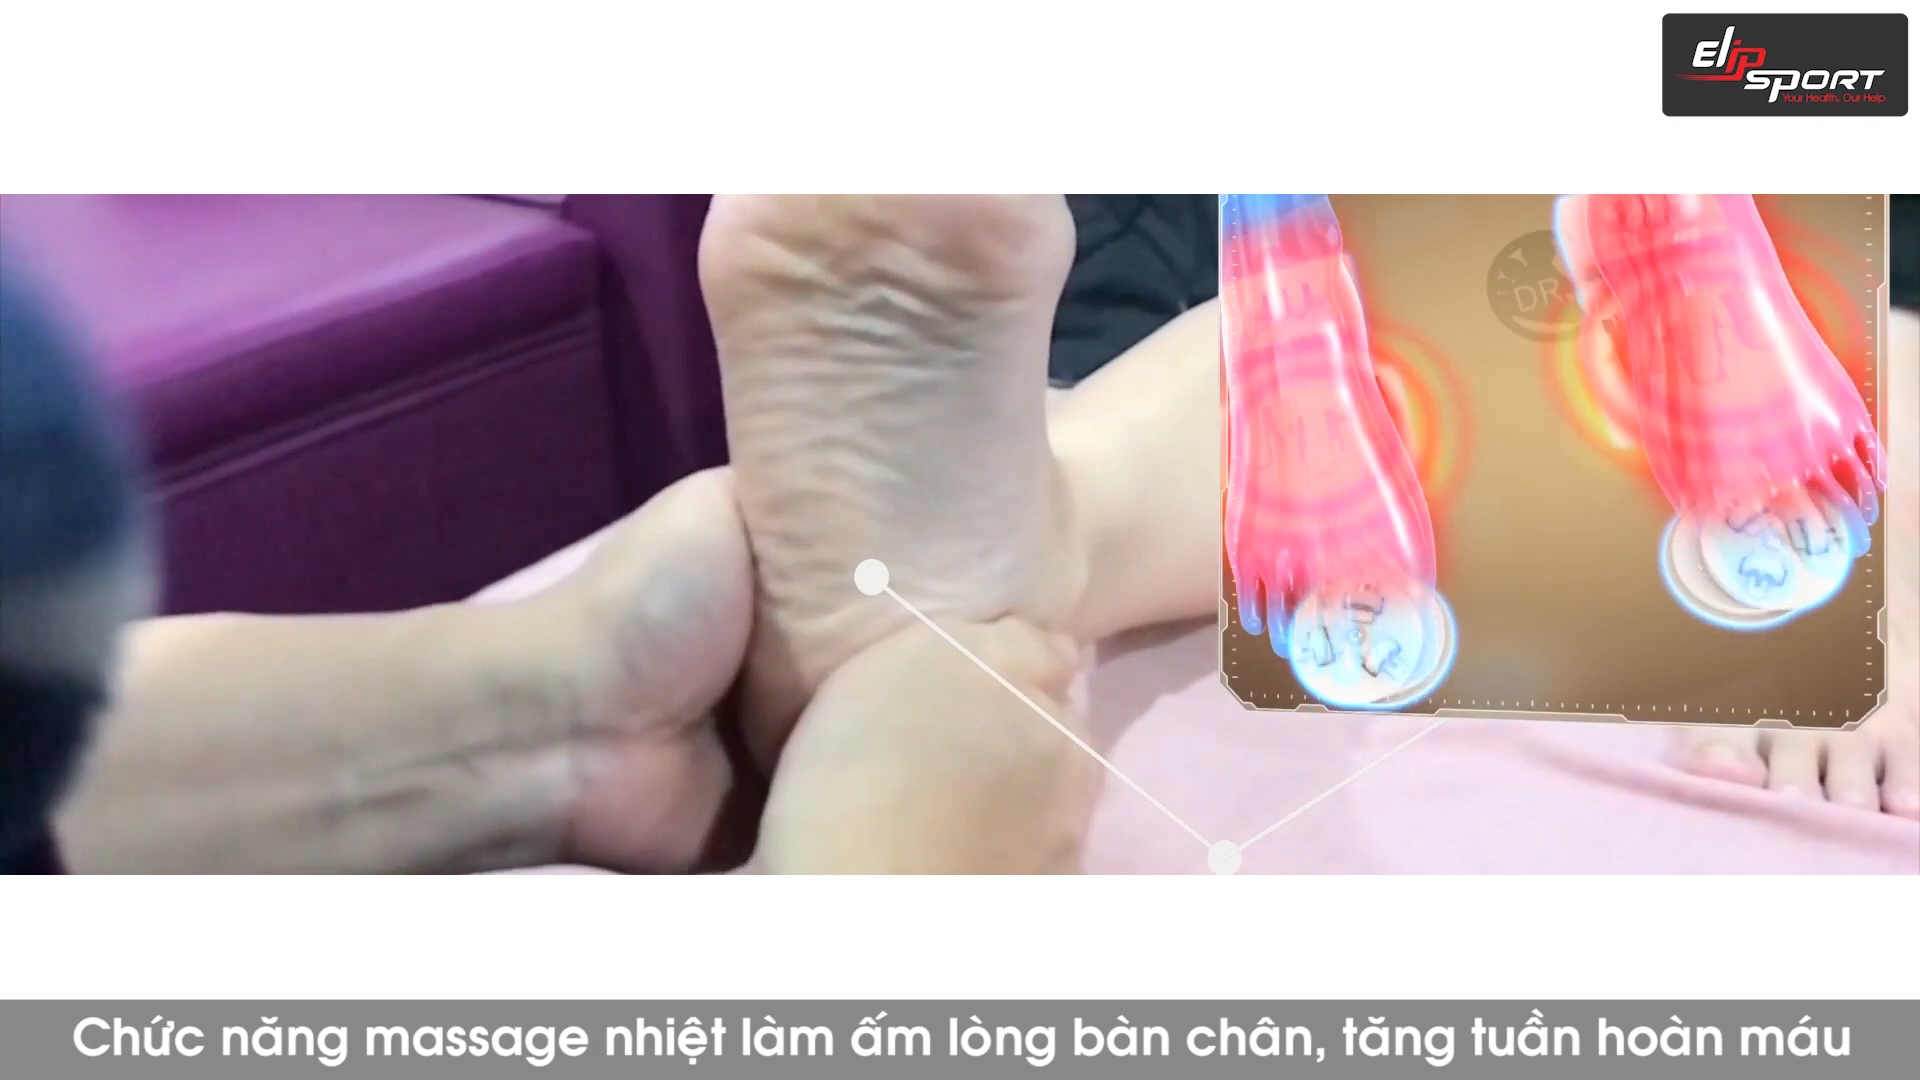 Elip
SPORT
Your Health, Our Help
DR.
Chức năng massage nhiệt làm ấm lòng bàn chân, tăng tuần hoàn máu